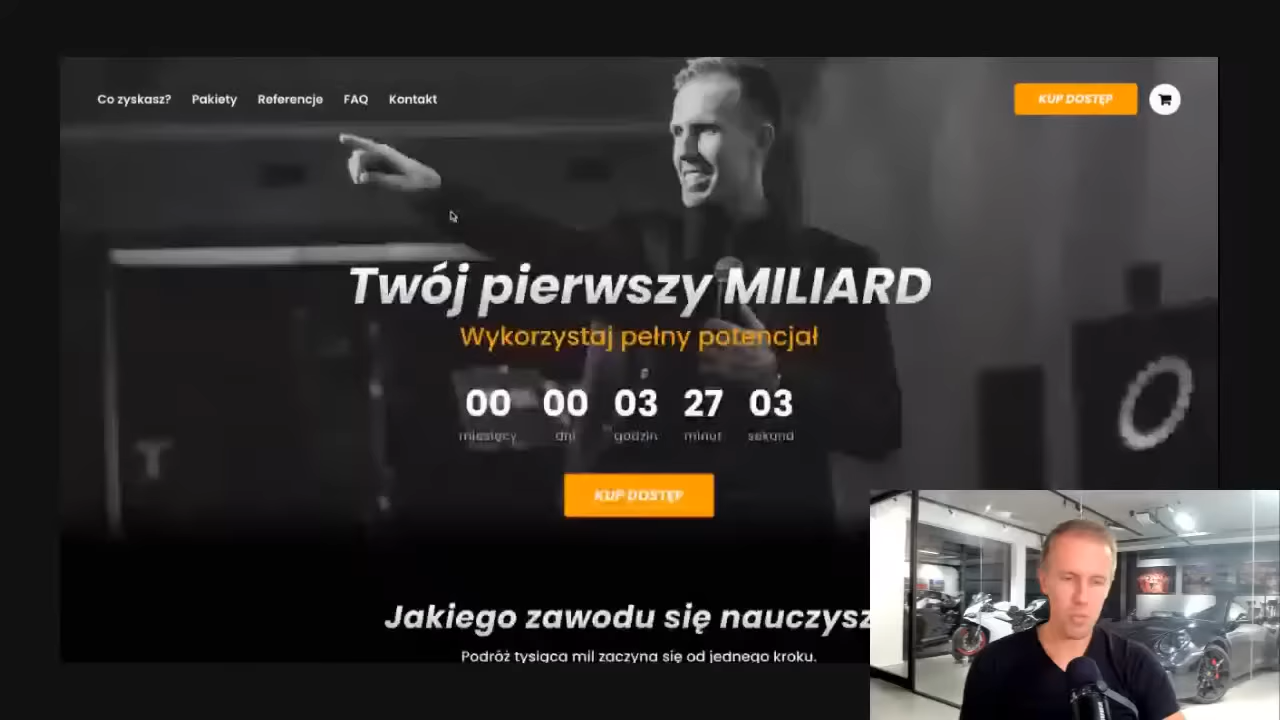 Co zyskasz? Pakiety Referencje FAQ Kontakt
KUP DOSTĘP
Twój pierwszy MILIARD
Wykorzystaj pełny potencjał
00 00 03 27 03
miesięcy dni godzin minut sekund
KUP DOSTĘP
Jakiego zawodu się nauczysz
Podróż tysiąca mil zaczyna się od jednego kroku.